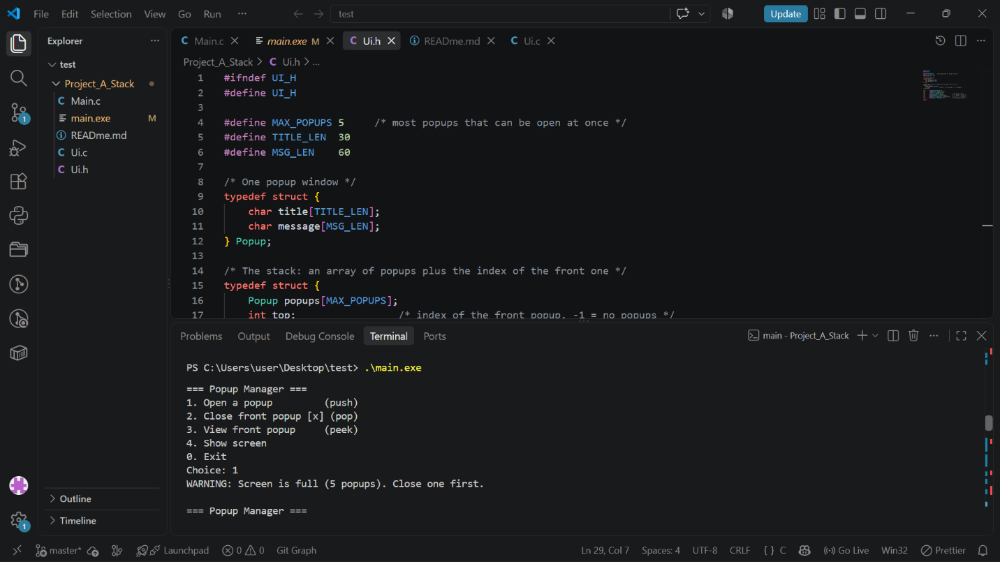 File Edit Selection View Go Run ··· test Update
Explorer ···
test
Project_A_Stack
C Main.c
main.exe M
READme.md
C Ui.c
C Ui.h
Outline
Timeline
1
1
C Main.c main.exe M C Ui.h READme.md C Ui.c ···
Project_A_Stack > C Ui.h > ...
1 #ifndef UI_H
2 #define UI_H
3
4 #define MAX_POPUPS 5 /* most popups that can be open at once */
5 #define TITLE_LEN 30
6 #define MSG_LEN 60
7
8 /* One popup window */
9 typedef struct {
10 char title[TITLE_LEN];
11 char message[MSG_LEN];
12 } Popup;
13
14 /* The stack: an array of popups plus the index of the front one */
15 typedef struct {
16 Popup popups[MAX_POPUPS];
17 int top; /* index of the front popup, -1 = no popups */
Problems Output Debug Console Terminal Ports main - Project_A_Stack ···
PS C:\Users\user\Desktop\test> .\main.exe
=== Popup Manager ===
1. Open a popup (push)
2. Close front popup [x] (pop)
3. View front popup (peek)
4. Show screen
0. Exit
Choice: 1
WARNING: Screen is full (5 popups). Close one first.
=== Popup Manager ===
master* Launchpad 0 0 Git Graph Ln 29, Col 7 Spaces: 4 UTF-8 CRLF { } C Go Live Win32 Prettier